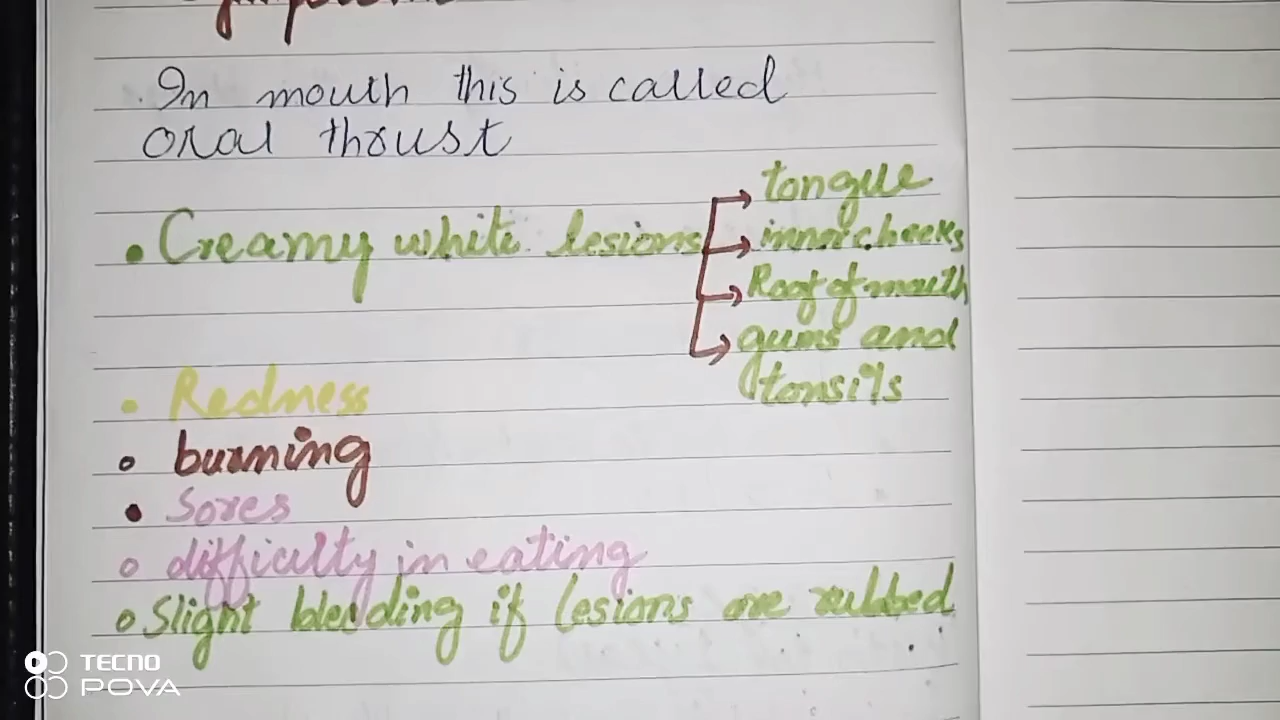 In mouth this is called
oral thrust
• Creamy white lesions
tongue
inner cheeks
Roof of mouth
gums and
tonsils
• Redness
• burning
• Sores
• difficulty in eating
• Slight bleeding if lesions are rubbed
TECNO
POVA